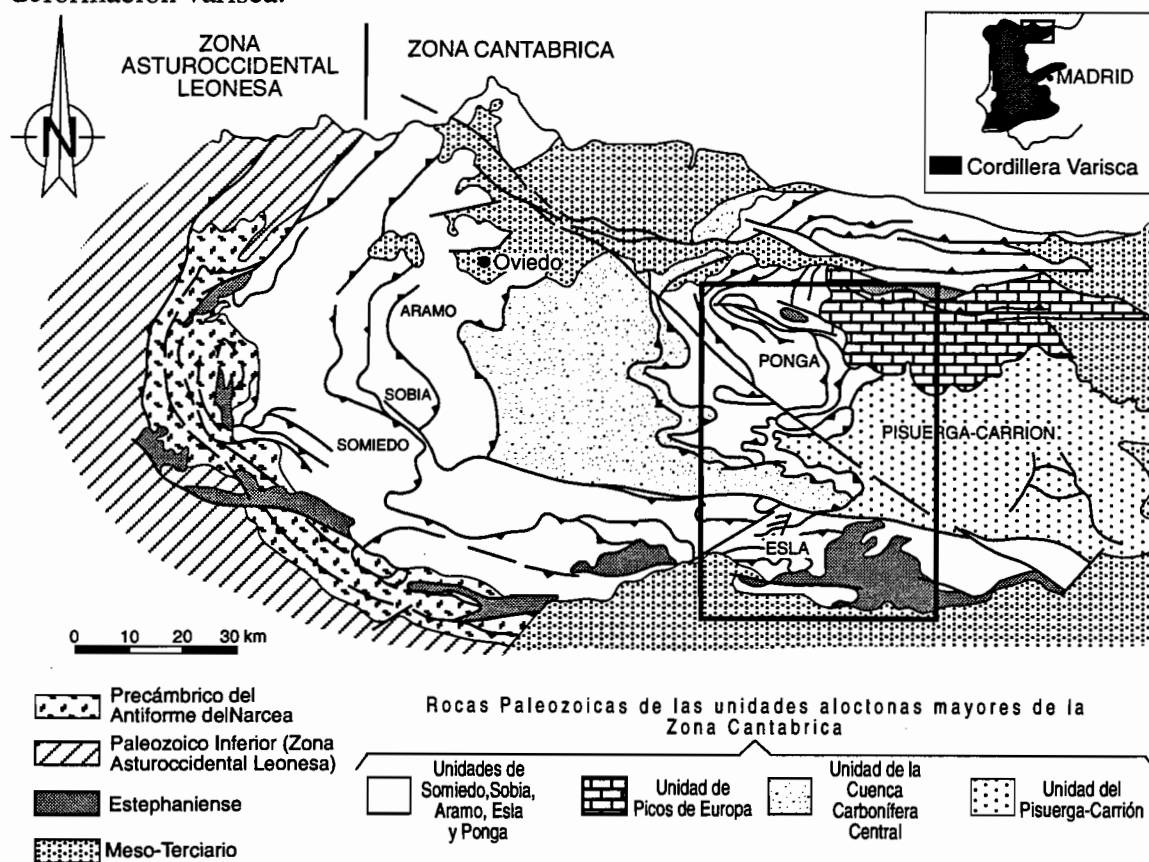 deformación varisca.
ZONA
ASTUROCCIDENTAL
LEONESA
ZONA CANTABRICA
N
MADRID
Cordillera Varisca
Oviedo
ARAMO
SOBIA
SOMIEDO
PONGA
PISUERGA-CARRION
ESLA
0 10 20 30 km
Precámbrico del
Antiforme delNarcea
Paleozoico Inferior (Zona
Asturoccidental Leonesa)
Estephaniense
Meso-Terciario
Rocas Paleozoicas de las unidades aloctonas mayores de la
Zona Cantabrica
Unidades de
Somiedo,Sobia,
Aramo, Esla
y Ponga
Unidad de
Picos de Europa
Unidad de la
Cuenca
Carbonífera
Central
Unidad del
Pisuerga-Carrión